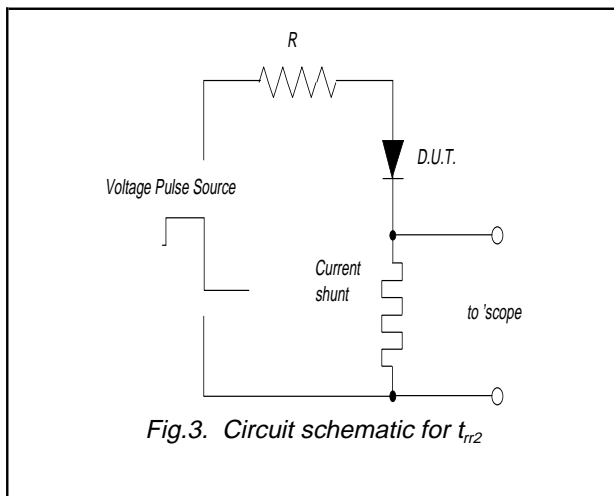 R
D.U.T.
Voltage Pulse Source
Current
shunt
to 'scope
Fig.3. Circuit schematic for trr2